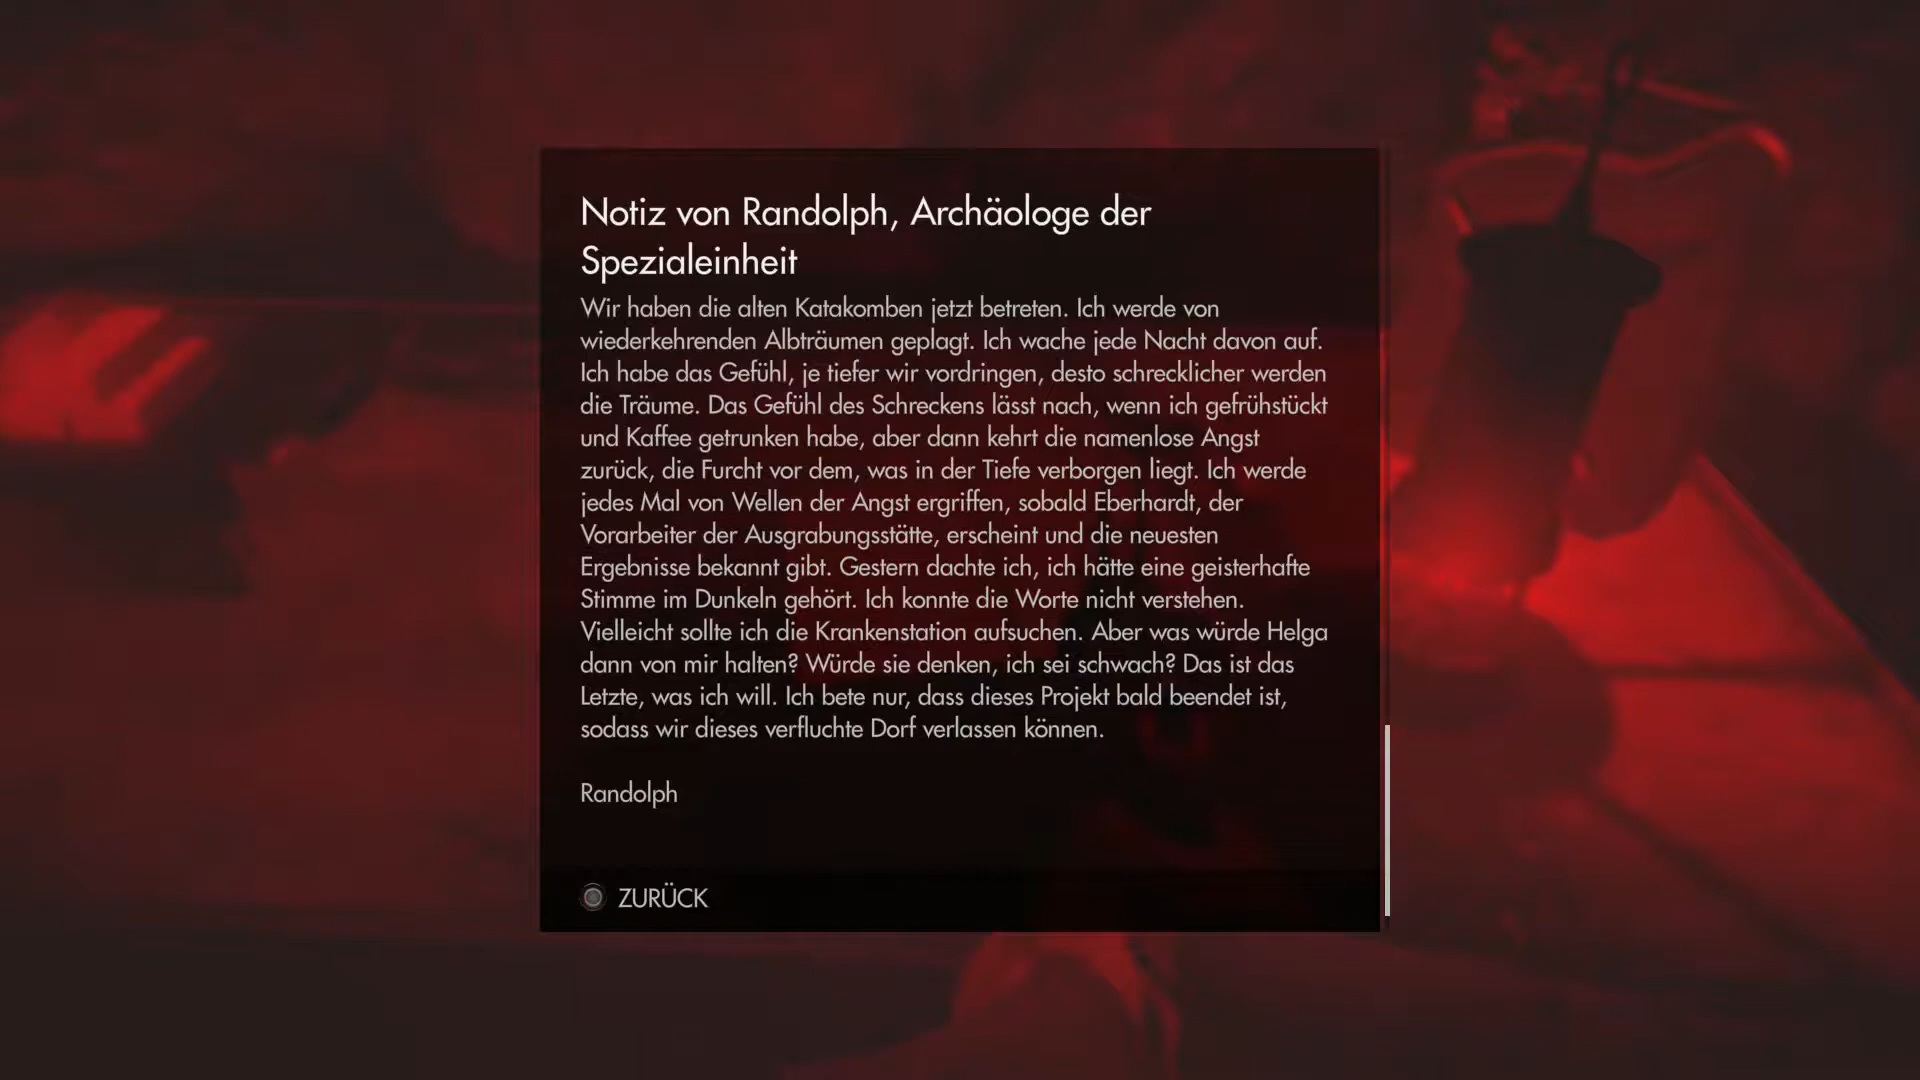 Notiz von Randolph, Archäologe der
Spezialeinheit
Wir haben die alten Katakomben jetzt betreten. Ich werde von
wiederkehrenden Albträumen geplagt. Ich wache jede Nacht davon auf.
Ich habe das Gefühl, je tiefer wir vordringen, desto schrecklicher werden
die Träume. Das Gefühl des Schreckens lässt nach, wenn ich gefrühstückt
und Kaffee getrunken habe, aber dann kehrt die namenlose Angst
zurück, die Furcht vor dem, was in der Tiefe verborgen liegt. Ich werde
jedes Mal von Wellen der Angst ergriffen, sobald Eberhardt, der
Vorarbeiter der Ausgrabungsstätte, erscheint und die neuesten
Ergebnisse bekannt gibt. Gestern dachte ich, ich hätte eine geisterhafte
Stimme im Dunkeln gehört. Ich konnte die Worte nicht verstehen.
Vielleicht sollte ich die Krankenstation aufsuchen. Aber was würde Helga
dann von mir halten? Würde sie denken, ich sei schwach? Das ist das
Letzte, was ich will. Ich bete nur, dass dieses Projekt bald beendet ist,
sodass wir dieses verfluchte Dorf verlassen können.
Randolph
ZURÜCK